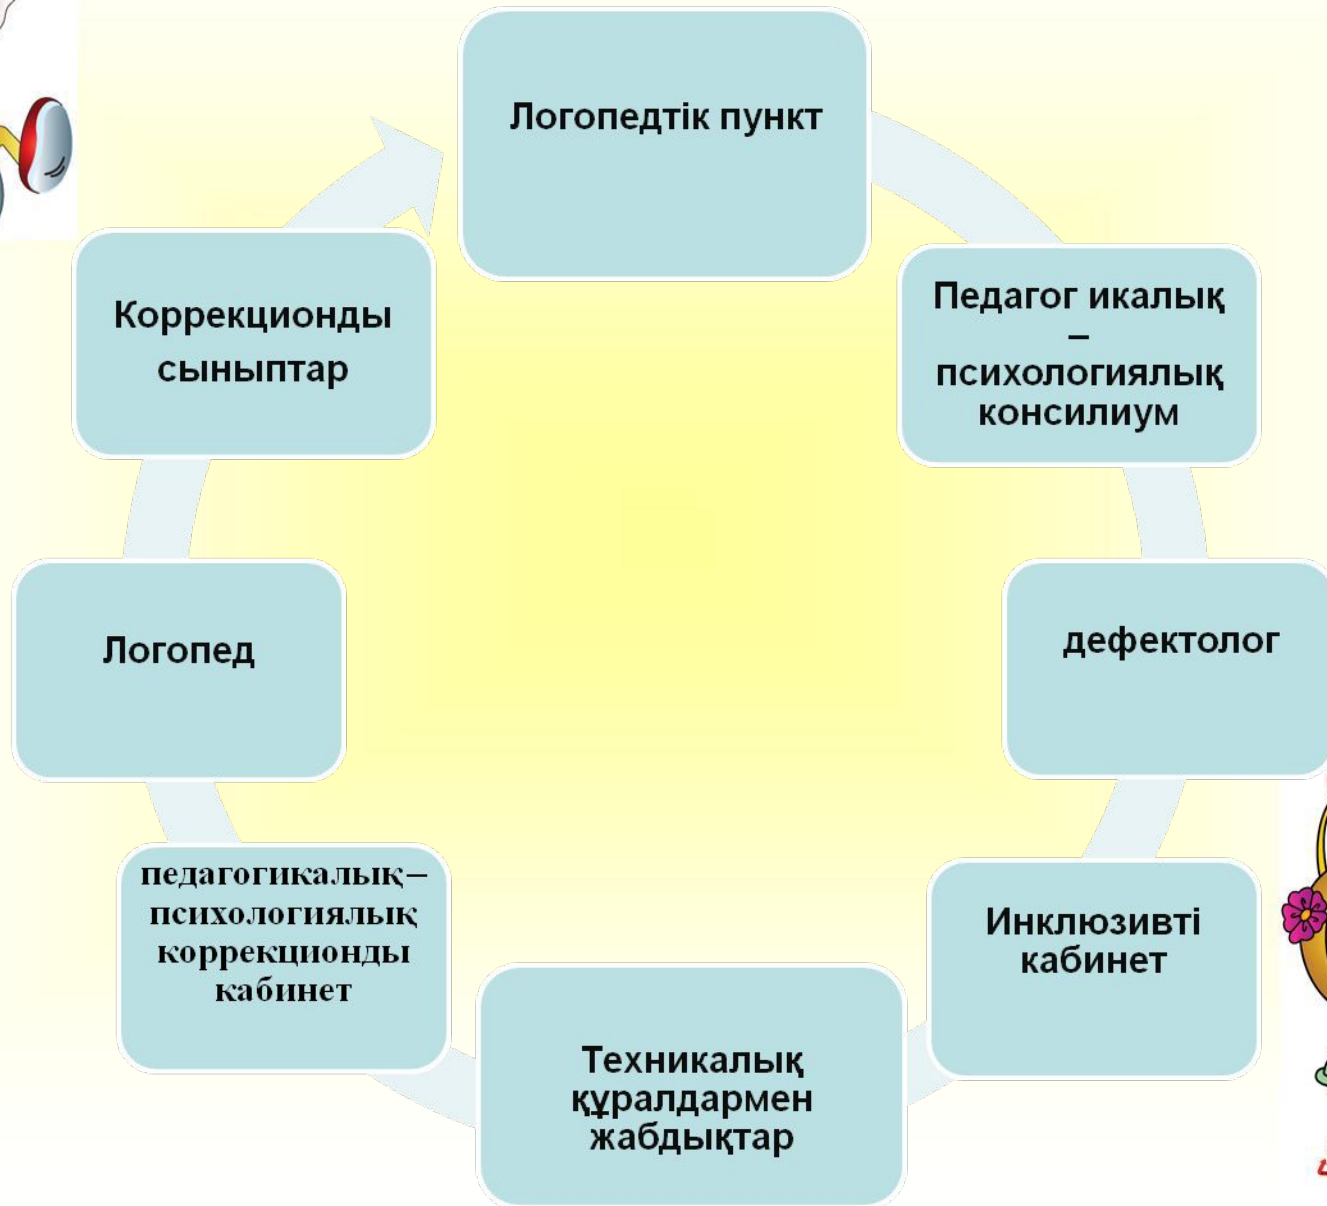 Логопедтік пункт
Педагог икалық
–
психологиялық
консилиум
дефектолог
Инклюзивті
кабинет
Техникалық
құралдармен
жабдықтар
педагогикалық–
психологиялық
коррекционды
кабинет
Логопед
Коррекционды
сыныптар